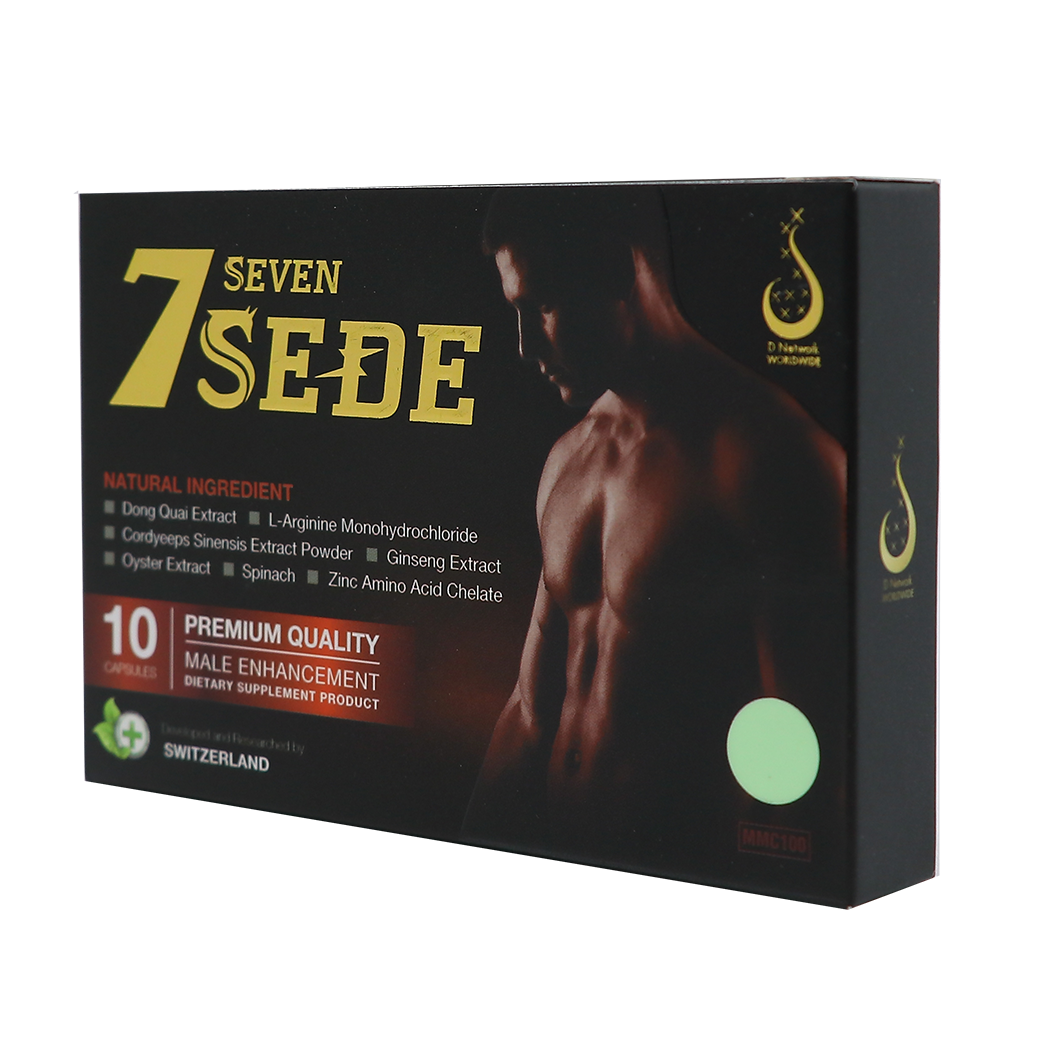 7 SEVEN
SEDE
D Network
WORLDWIDE
NATURAL INGREDIENT
Dong Quai Extract L-Arginine Monohydrochloride
Cordyeeps Sinensis Extract Powder Ginseng Extract
Oyster Extract Spinach Zinc Amino Acid Chelate
10
CAPSULES
PREMIUM QUALITY
MALE ENHANCEMENT
DIETARY SUPPLEMENT PRODUCT
Developed and Researched by
SWITZERLAND
MMC100
D Network
WORLDWIDE